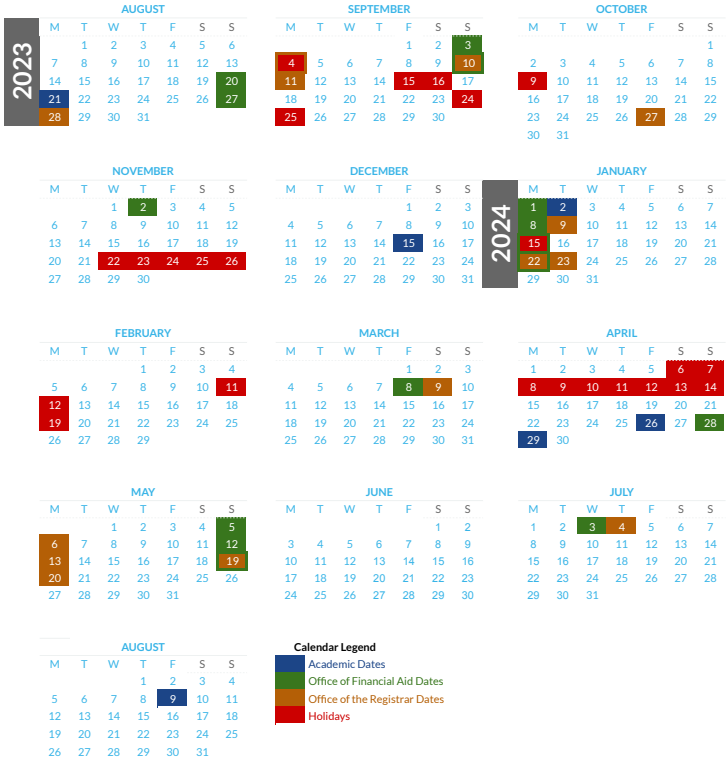 2023
AUGUST
M T W T F S S
1 2 3 4 5 6
7 8 9 10 11 12 13
14 15 16 17 18 19 20
21 22 23 24 25 26 27
28 29 30 31
SEPTEMBER
M T W T F S S
1 2 3
4 5 6 7 8 9 10
11 12 13 14 15 16 17
18 19 20 21 22 23 24
25 26 27 28 29 30
OCTOBER
M T W T F S S
1
2 3 4 5 6 7 8
9 10 11 12 13 14 15
16 17 18 19 20 21 22
23 24 25 26 27 28 29
30 31
NOVEMBER
M T W T F S S
1 2 3 4 5
6 7 8 9 10 11 12
13 14 15 16 17 18 19
20 21 22 23 24 25 26
27 28 29 30
DECEMBER
M T W T F S S
1 2 3
4 5 6 7 8 9 10
11 12 13 14 15 16 17
18 19 20 21 22 23 24
25 26 27 28 29 30 31
2024
JANUARY
M T W T F S S
1 2 3 4 5 6 7
8 9 10 11 12 13 14
15 16 17 18 19 20 21
22 23 24 25 26 27 28
29 30 31
FEBRUARY
M T W T F S S
1 2 3 4
5 6 7 8 9 10 11
12 13 14 15 16 17 18
19 20 21 22 23 24 25
26 27 28 29
MARCH
M T W T F S S
1 2 3
4 5 6 7 8 9 10
11 12 13 14 15 16 17
18 19 20 21 22 23 24
25 26 27 28 29 30 31
APRIL
M T W T F S S
1 2 3 4 5 6 7
8 9 10 11 12 13 14
15 16 17 18 19 20 21
22 23 24 25 26 27 28
29 30
MAY
M T W T F S S
1 2 3 4 5
6 7 8 9 10 11 12
13 14 15 16 17 18 19
20 21 22 23 24 25 26
27 28 29 30 31
JUNE
M T W T F S S
1 2
3 4 5 6 7 8 9
10 11 12 13 14 15 16
17 18 19 20 21 22 23
24 25 26 27 28 29 30
JULY
M T W T F S S
1 2 3 4 5 6 7
8 9 10 11 12 13 14
15 16 17 18 19 20 21
22 23 24 25 26 27 28
29 30 31
AUGUST
M T W T F S S
1 2 3 4
5 6 7 8 9 10 11
12 13 14 15 16 17 18
19 20 21 22 23 24 25
26 27 28 29 30 31
Calendar Legend
Academic Dates
Office of Financial Aid Dates
Office of the Registrar Dates
Holidays